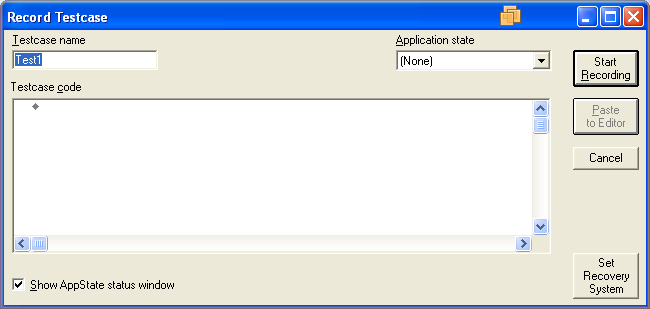 Record Testcase
Testcase name
Application state
Test1
(None)
Start
Recording
Testcase code
Paste
to Editor
Cancel
Set
Recovery
System
Show AppState status window